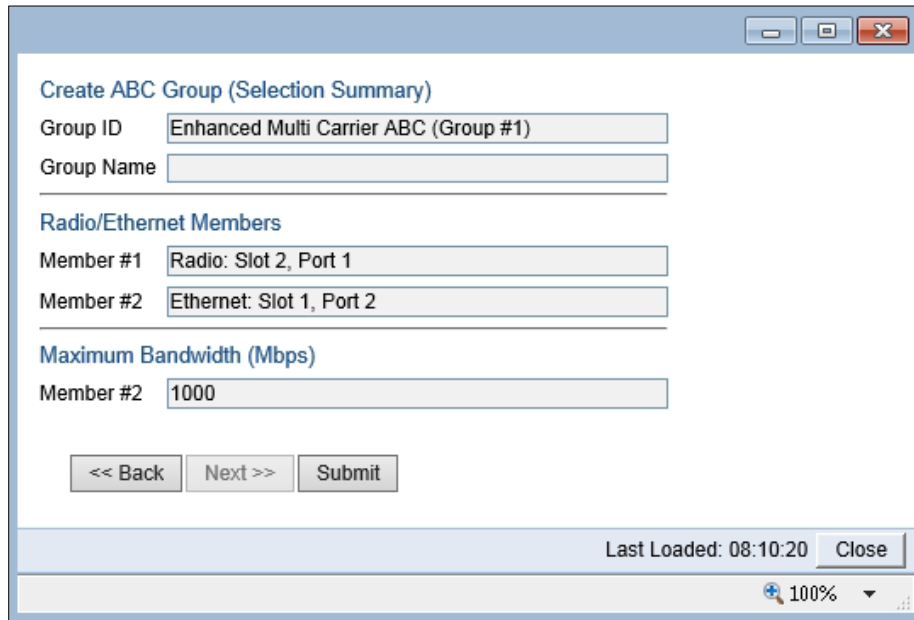 Create ABC Group (Selection Summary)
Group ID Enhanced Multi Carrier ABC (Group #1)
Group Name
Radio/Ethernet Members
Member #1 Radio: Slot 2, Port 1
Member #2 Ethernet: Slot 1, Port 2
Maximum Bandwidth (Mbps)
Member #2 1000
<< Back Next >> Submit
Last Loaded: 08:10:20 Close
100%